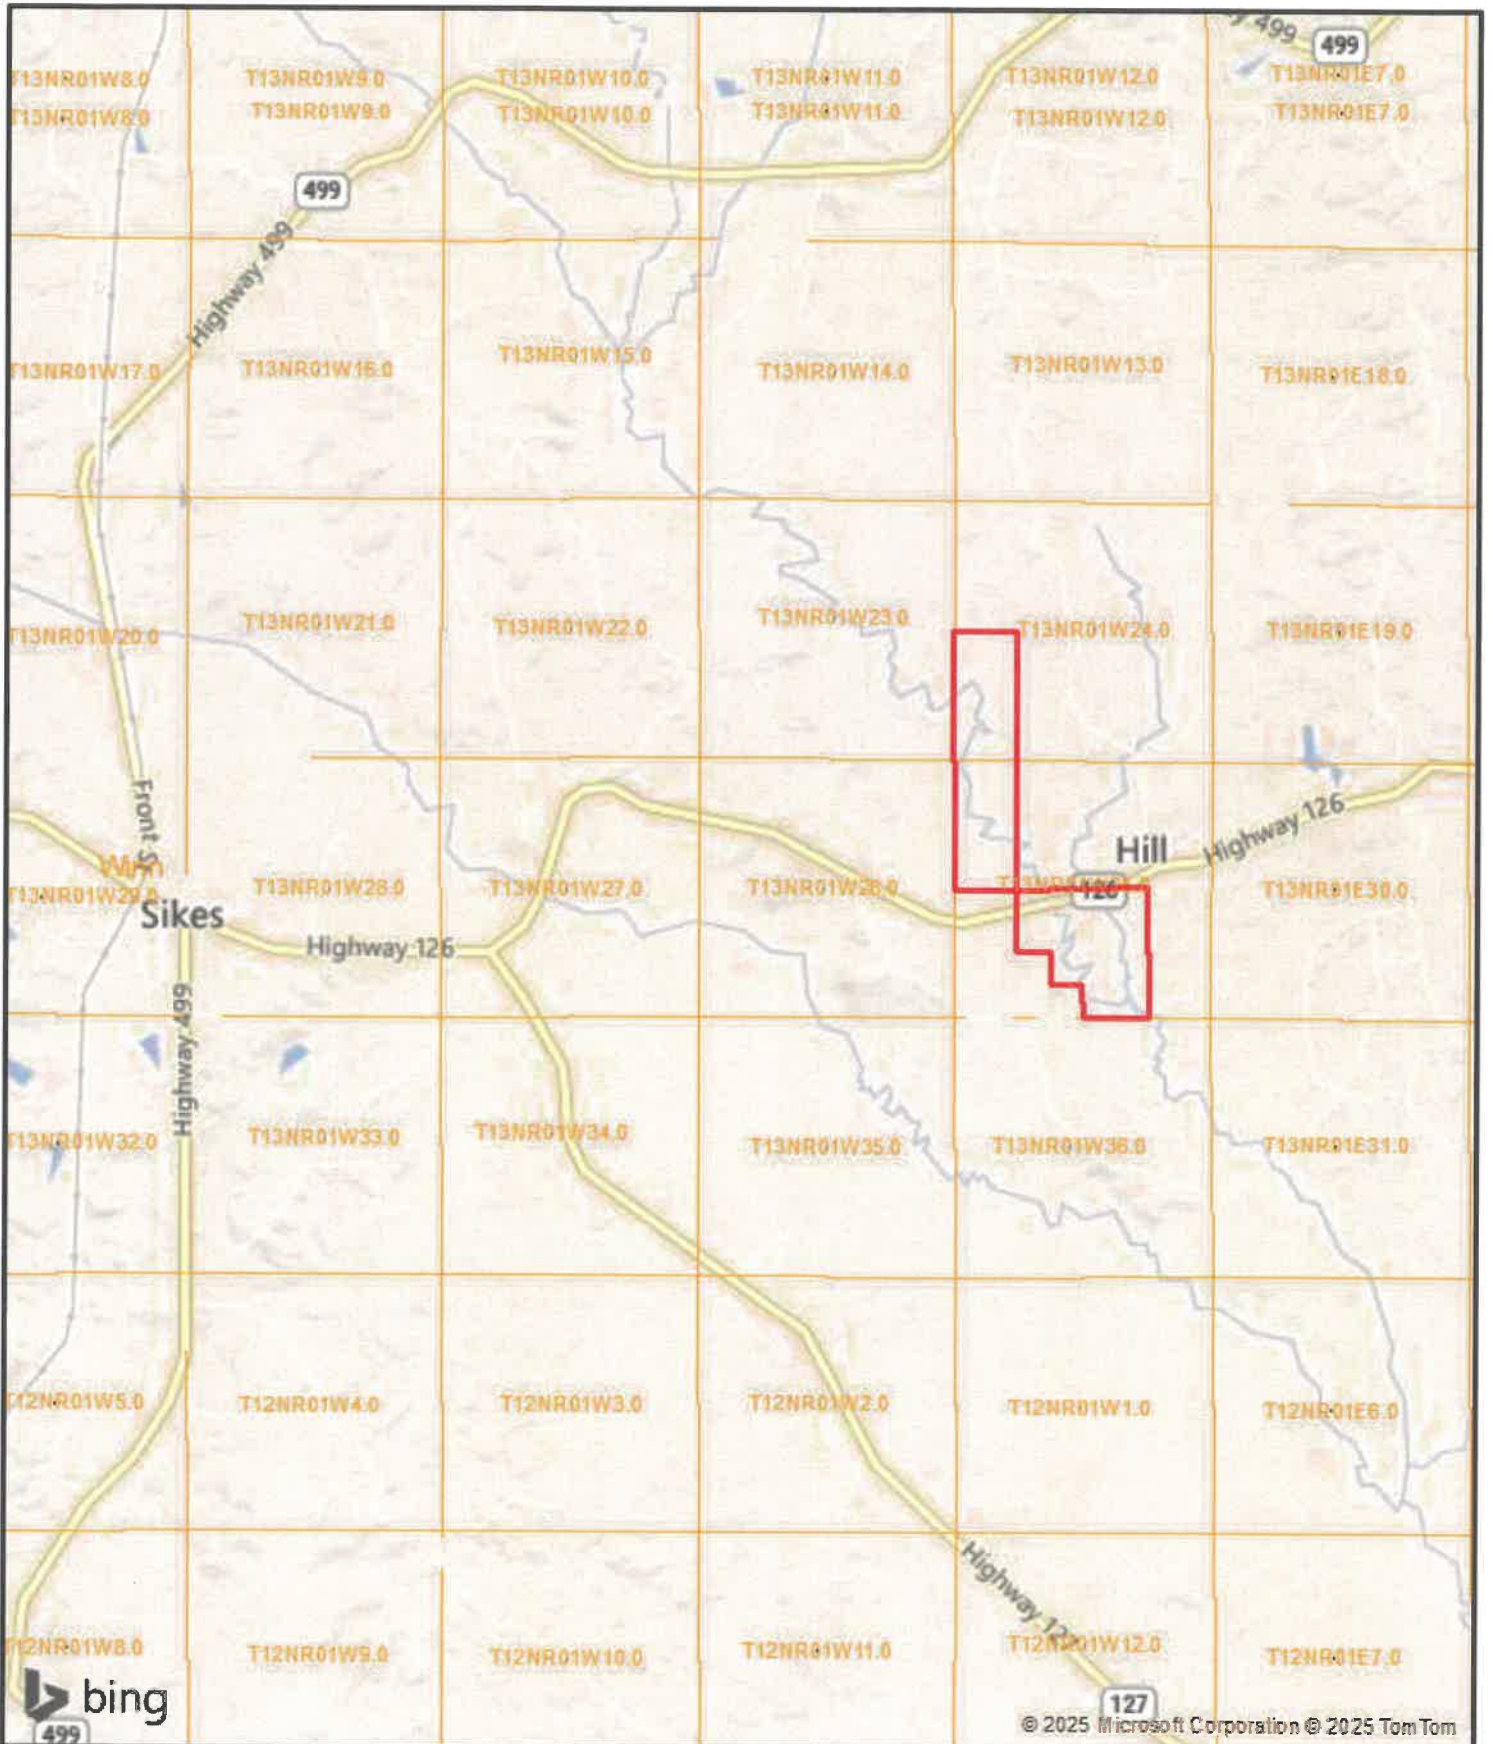 y 499
499
T13NR01W8.0
T13NR01W9.0
T13NR01W10.0
T13NR01W11.0
T13NR01W12.0
T13NR01E7.0
T13NR01W8.0
T13NR01W9.0
T13NR01W10.0
T13NR01W11.0
T13NR01W12.0
T13NR01E7.0
499
Highway 499
T13NR01W17.0
T13NR01W16.0
T13NR01W15.0
T13NR01W14.0
T13NR01W13.0
T13NR01E18.0
T13NR01W20.0
T13NR01W21.0
T13NR01W22.0
T13NR01W23.0
T13NR01W24.0
T13NR01E19.0
Front St
Highway 126
Hill
Winn
T13NR01W29.0
T13NR01W28.0
T13NR01W27.0
T13NR01W26.0
126
T13NR01E30.0
Sikes
Highway 126
Highway 499
T13NR01W32.0
T13NR01W33.0
T13NR01W34.0
T13NR01W35.0
T13NR01W36.0
T13NR01E31.0
T12NR01W5.0
T12NR01W4.0
T12NR01W3.0
T12NR01W2.0
T12NR01W1.0
T12NR01E6.0
Highway 12
T12NR01W8.0
T12NR01W9.0
T12NR01W10.0
T12NR01W11.0
T12NR01W12.0
T12NR01E7.0
bing
127
499
© 2025 Microsoft Corporation © 2025 TomTom